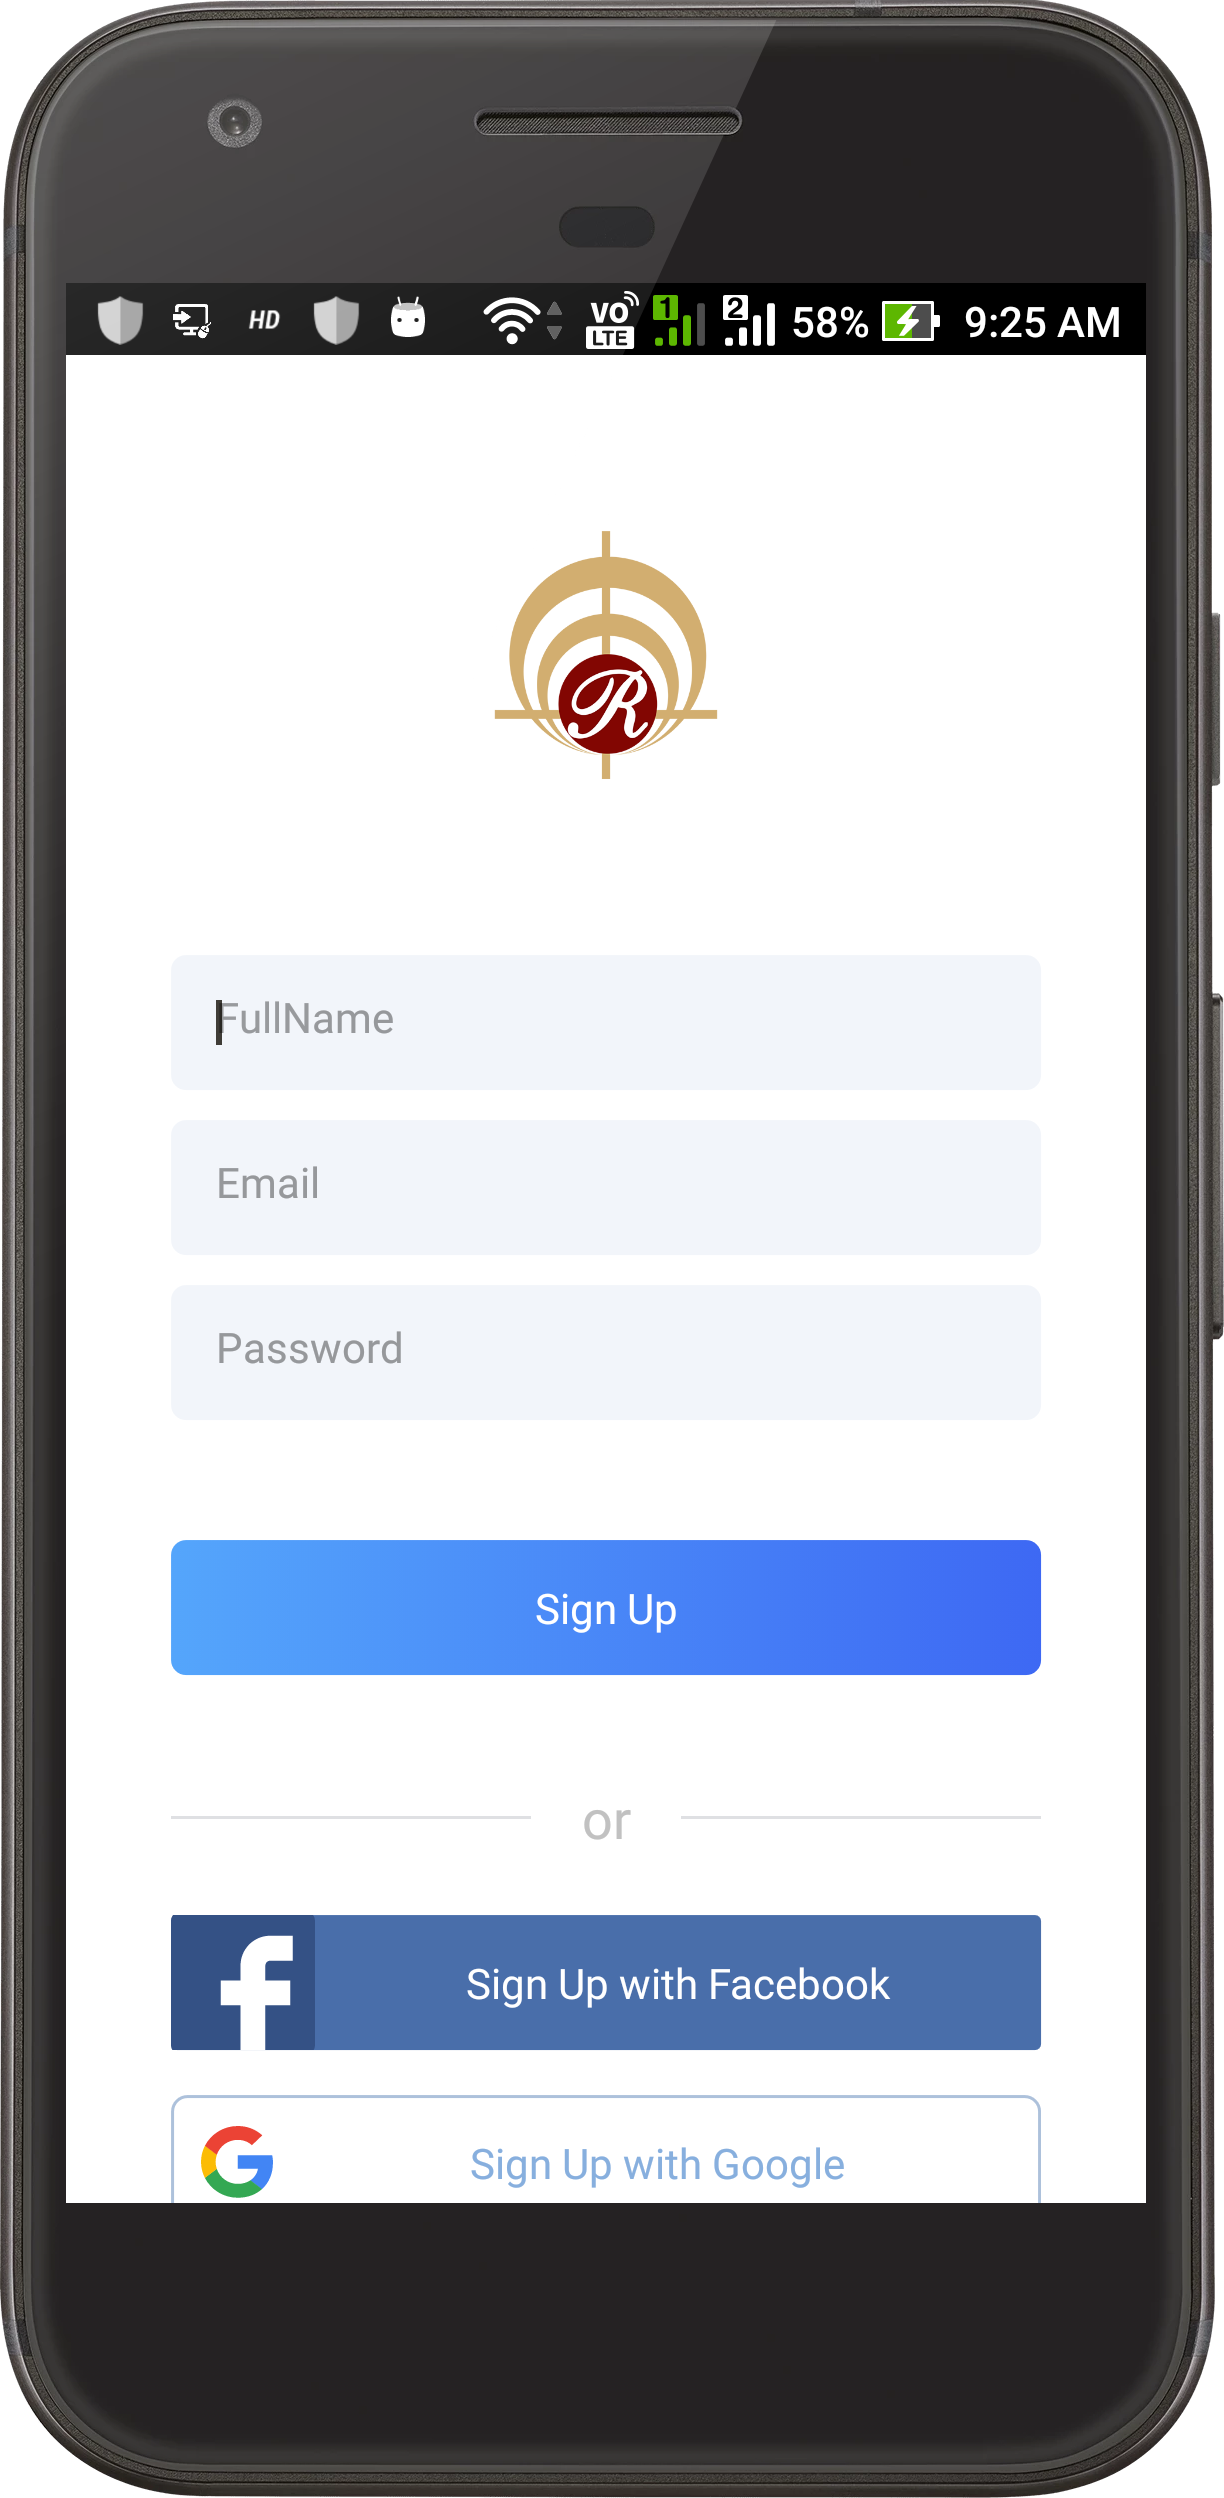 HD VO LTE 1 2 58% 9:25 AM
R
FullName
Email
Password
Sign Up
or
f Sign Up with Facebook
G Sign Up with Google